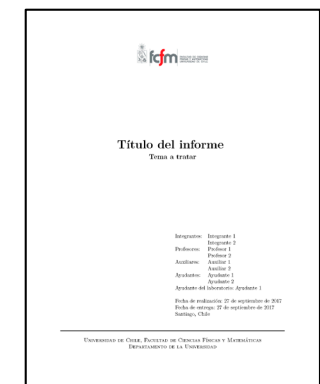 fcfm
Título del informe
Tema a tratar
Integrantes: Integrante 1
Integrante 2
Profesores: Profesor 1
Profesor 2
Auxiliares: Auxiliar 1
Auxiliar 2
Ayudantes: Ayudante 1
Ayudante 2
Ayudante del laboratorio: Ayudante 1
Fecha de realización: 27 de septiembre de 2017
Fecha de entrega: 27 de septiembre de 2017
Santiago, Chile
Universidad de Chile, Facultad de Ciencias Físicas y Matemáticas
Departamento de la Universidad